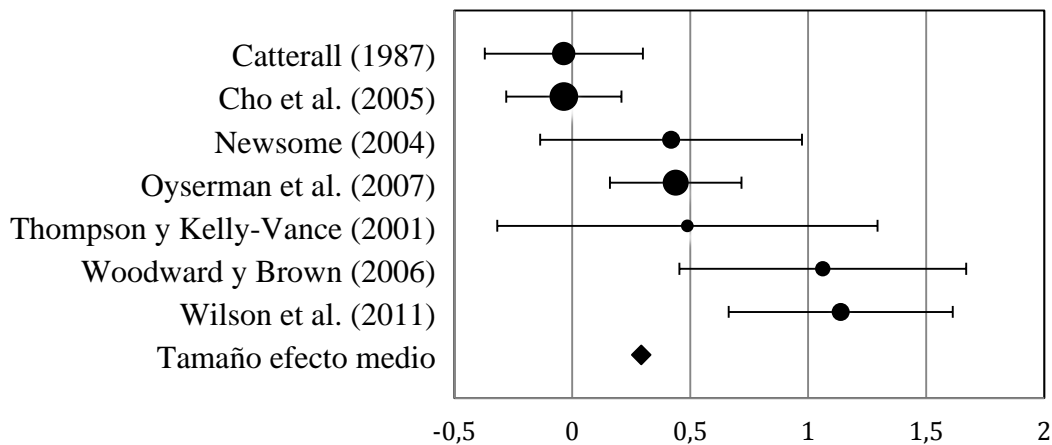 Catterall (1987)
Cho et al. (2005)
Newsome (2004)
Oyserman et al. (2007)
Thompson y Kelly-Vance (2001)
Woodward y Brown (2006)
Wilson et al. (2011)
Tamaño efecto medio
-0,5 0 0,5 1 1,5 2